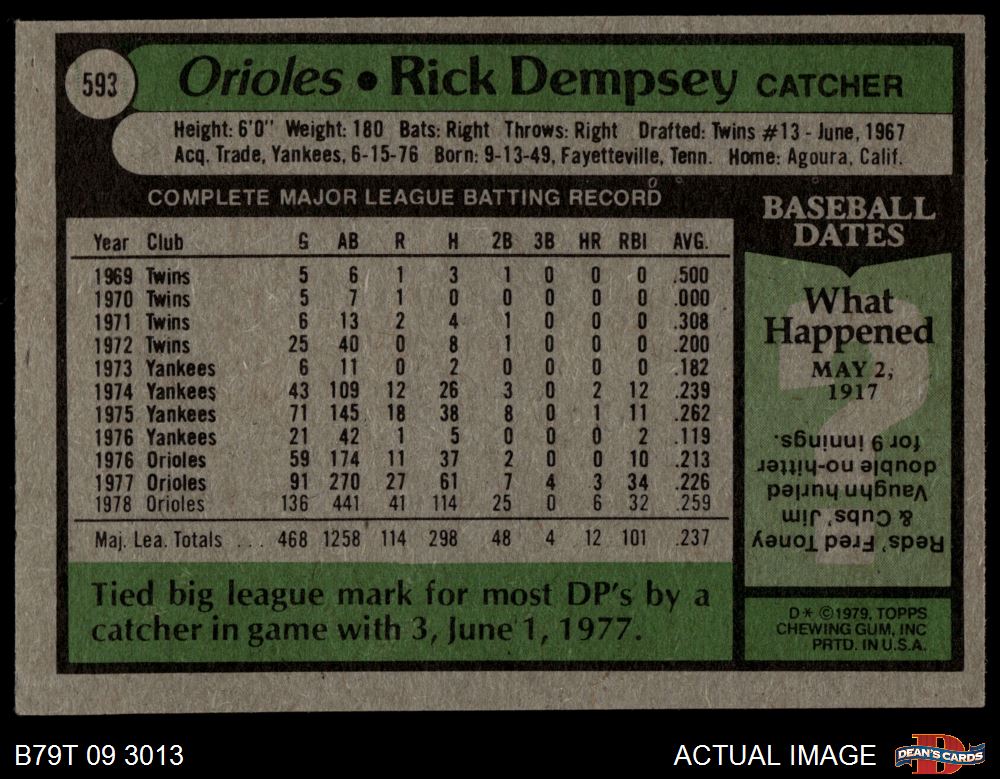 593
Orioles • Rick Dempsey CATCHER
Height: 6'0" Weight: 180 Bats: Right Throws: Right Drafted: Twins #13 - June, 1967
Acq. Trade, Yankees, 6-15-76 Born: 9-13-49, Fayetteville, Tenn. Home: Agoura, Calif.
COMPLETE MAJOR LEAGUE BATTING RECORD
Year Club G AB R H 2B 3B HR RBI AVG.
1969 Twins 5 6 1 3 1 0 0 0 .500
1970 Twins 5 7 1 0 0 0 0 0 .000
1971 Twins 6 13 2 4 1 0 0 0 .308
1972 Twins 25 40 0 8 1 0 0 0 .200
1973 Yankees 6 11 0 2 0 0 0 0 .182
1974 Yankees 43 109 12 26 3 0 2 12 .239
1975 Yankees 71 145 18 38 8 0 1 11 .262
1976 Yankees 21 42 1 5 0 0 0 2 .119
1976 Orioles 59 174 11 37 2 0 0 10 .213
1977 Orioles 91 270 27 61 7 4 3 34 .226
1978 Orioles 136 441 41 114 25 0 6 32 .259
Maj. Lea. Totals ... 468 1258 114 298 48 4 12 101 .237
Tied big league mark for most DP's by a
catcher in game with 3, June 1, 1977.
BASEBALL
DATES
What
Happened
MAY 2,
1917
Reds' Fred Toney
& Cubs' Jim
Vaughn hurled
double no-hitter
for 9 innings.
D* ©1979, TOPPS
CHEWING GUM, INC
PRTD. IN U.S.A.
B79T 09 3013
ACTUAL IMAGE
DEAN'S CARDS